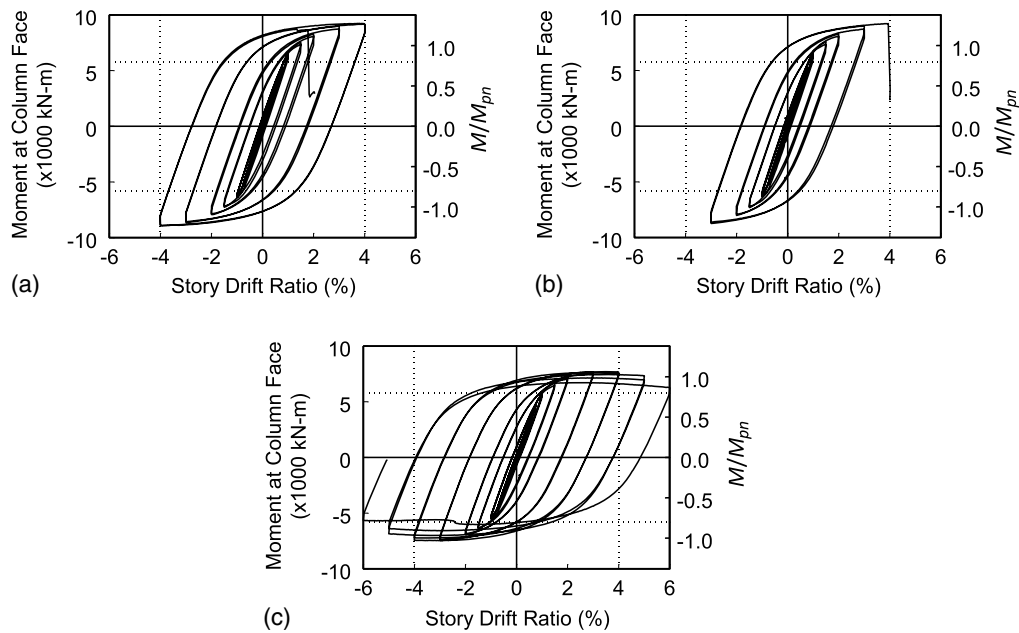 10
5
0
-5
-10
1.0
0.5
0.0
-0.5
-1.0
-6 -4 -2 0 2 4 6
Moment at Column Face
(x1000 kN-m)
M/Mpn
Story Drift Ratio (%)
(a)
10
5
0
-5
-10
1.0
0.5
0.0
-0.5
-1.0
-6 -4 -2 0 2 4 6
Moment at Column Face
(x1000 kN-m)
M/Mpn
Story Drift Ratio (%)
(b)
10
5
0
-5
-10
1.0
0.5
0.0
-0.5
-1.0
-6 -4 -2 0 2 4 6
Moment at Column Face
(x1000 kN-m)
M/Mpn
Story Drift Ratio (%)
(c)